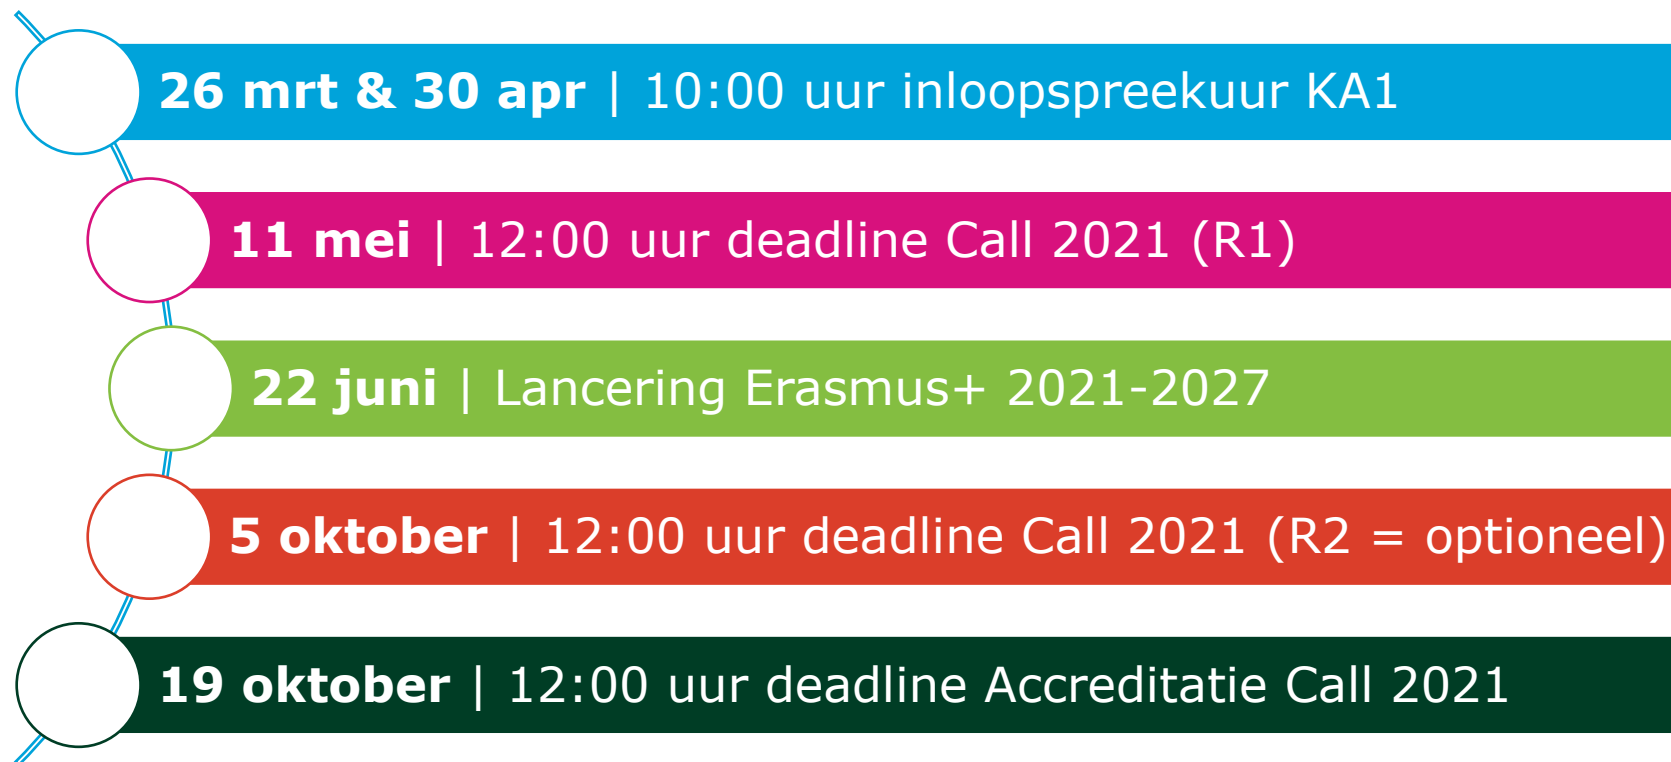 26 mrt & 30 apr | 10:00 uur inloopspreekuur KA1
11 mei | 12:00 uur deadline Call 2021 (R1)
22 juni | Lancering Erasmus+ 2021-2027
5 oktober | 12:00 uur deadline Call 2021 (R2 = optioneel)
19 oktober | 12:00 uur deadline Accreditatie Call 2021